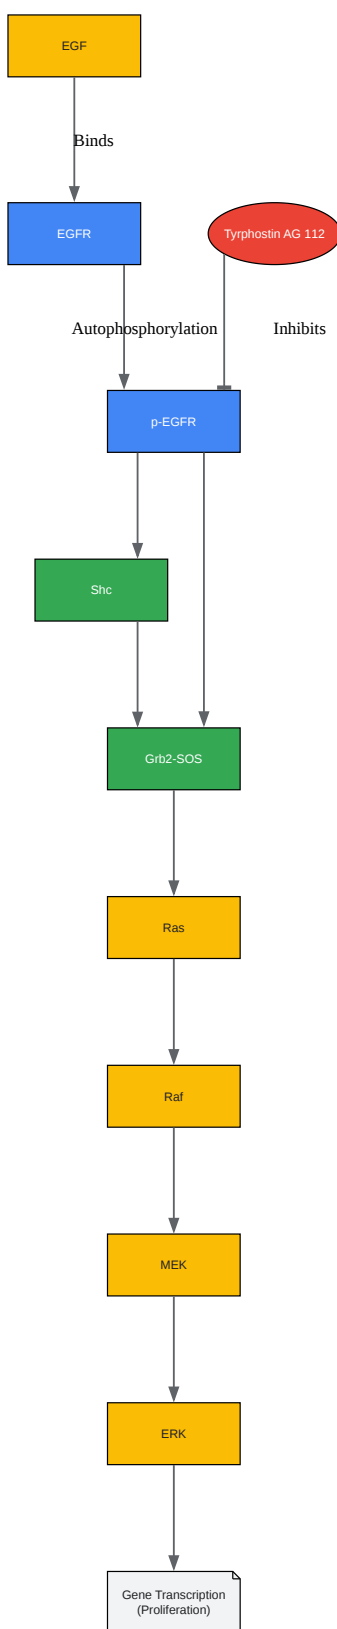 EGF
Binds
EGFR
Tyrphostin AG 112
Autophosphorylation
Inhibits
p-EGFR
Shc
Grb2-SOS
Ras
Raf
MEK
ERK
Gene Transcription
(Proliferation)